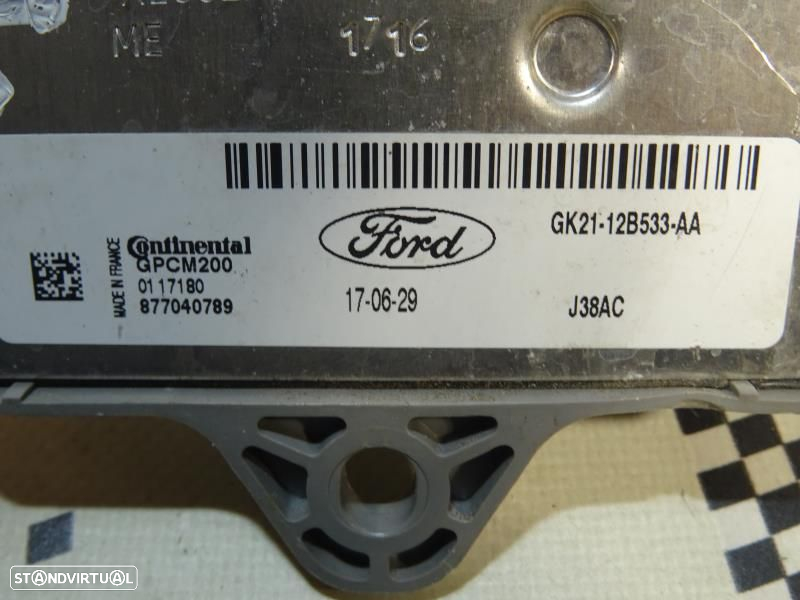 ME 1716
GK21-12B533-AA
Ford
Continental
GPCM200
MADE IN FRANCE
0117180
877040789
17-06-29
J38AC
STANDVIRTUAL